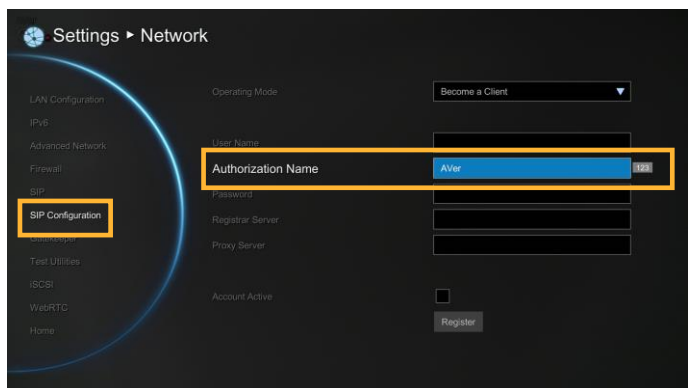 Settings ▸ Network
LAN Configuration
IPv6
Advanced Network
Firewall
SIP
SIP Configuration
Gatekeeper
Test Utilities
iSCSI
WebRTC
Home
Operating Mode
Become a Client
User Name
Authorization Name
AVer
123
Password
Registrar Server
Proxy Server
Account Active
Register